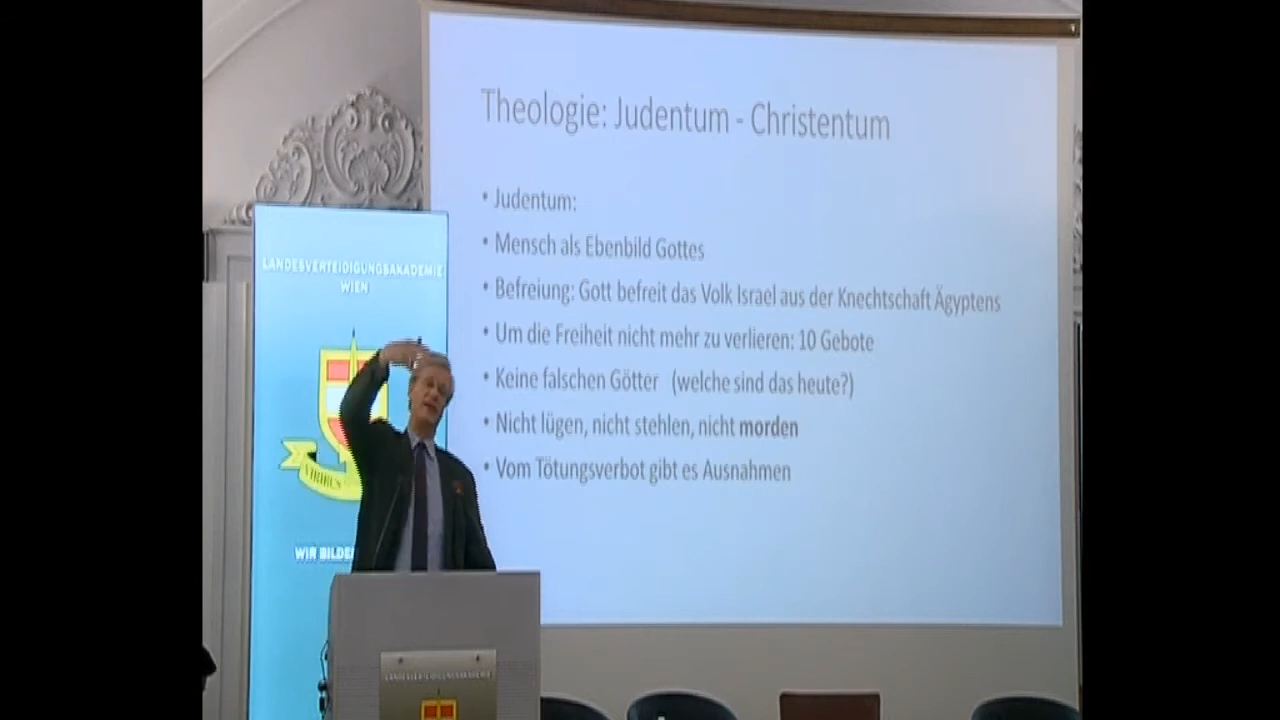 Theologie: Judentum - Christentum
• Judentum:
• Mensch als Ebenbild Gottes
• Befreiung: Gott befreit das Volk Israel aus der Knechtschaft Ägyptens
• Um die Freiheit nicht mehr zu verlieren: 10 Gebote
• Keine falschen Götter (welche sind das heute?)
• Nicht lügen, nicht stehlen, nicht morden
• Vom Tötungsverbot gibt es Ausnahmen
LANDESVERTEIDIGUNGSAKADEMIE
WIEN
VIRIBUS
WIR BILDE
LANDESVERTEIDIGUNGSAKADEMIE